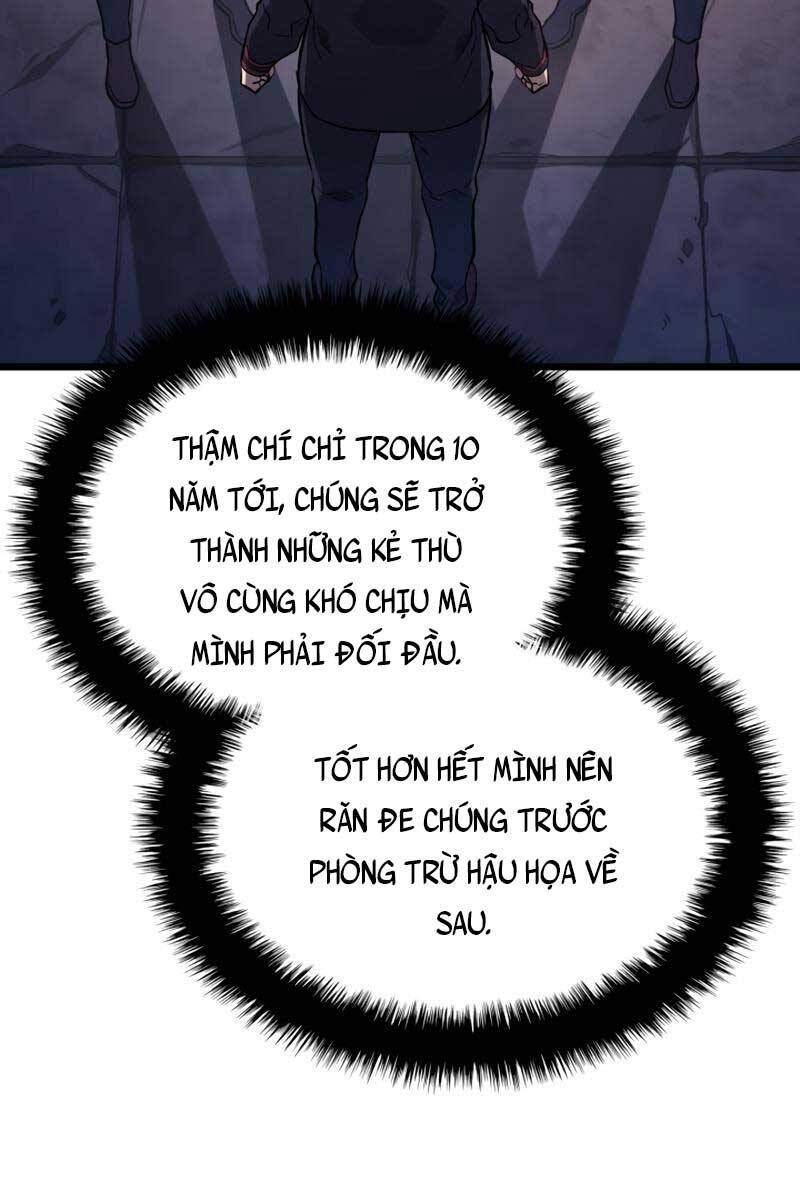 THẬM CHÍ CHỈ TRONG 10
NĂM TỚI, CHÚNG SẼ TRỞ
THÀNH NHỮNG KẺ THÙ
VÔ CÙNG KHÓ CHỊU MÀ
MÌNH PHẢI ĐỐI ĐẦU.
TỐT HƠN HẾT MÌNH NÊN
RĂN ĐE CHÚNG TRƯỚC
PHÒNG TRỪ HẬU HỌA VỀ
SAU.